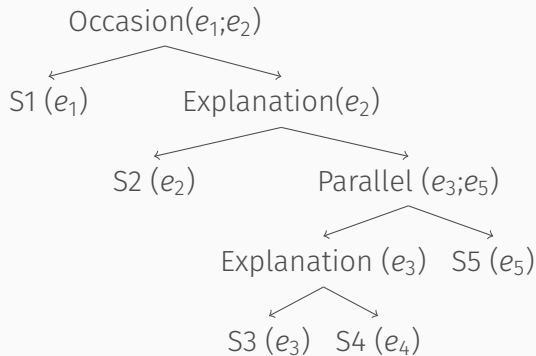 Occasion(e₁;e₂)
S1 (e₁) Explanation(e₂)
S2 (e₂) Parallel (e₃;e₅)
Explanation (e₃) S5 (e₅)
S3 (e₃) S4 (e₄)